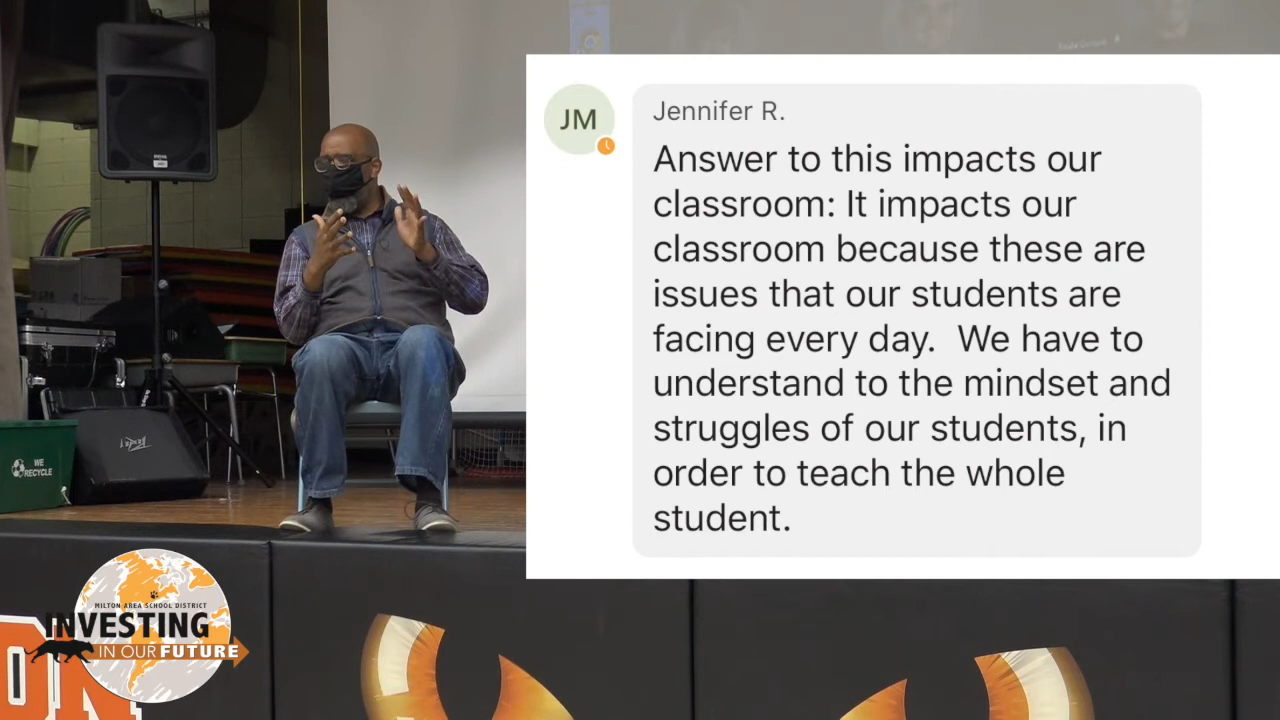 JM
Jennifer R.
Answer to this impacts our
classroom: It impacts our
classroom because these are
issues that our students are
facing every day.  We have to
understand to the mindset and
struggles of our students, in
order to teach the whole
student.
WE
RECYCLE
MILTON AREA SCHOOL DISTRICT
INVESTING
IN OUR FUTURE
ON